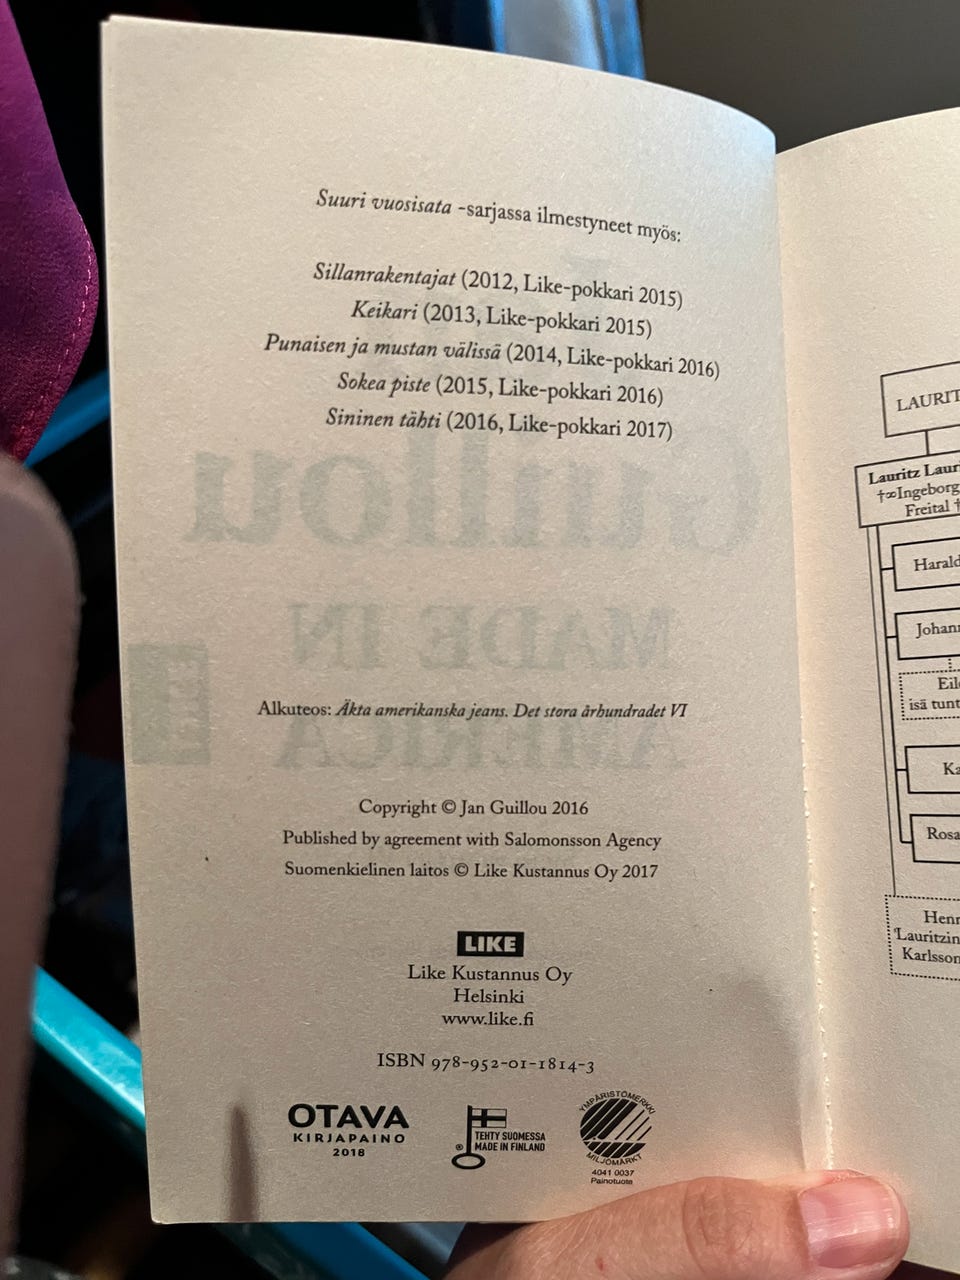 Suuri vuosisata -sarjassa ilmestyneet myös:
Sillanrakentajat (2012, Like-pokkari 2015)
Keikari (2013, Like-pokkari 2015)
Punaisen ja mustan välissä (2014, Like-pokkari 2016)
Sokea piste (2015, Like-pokkari 2016)
Sininen tähti (2016, Like-pokkari 2017)
Guillou
MADE IN
AMERICA
Alkuteos: Äkta amerikanska jeans. Det stora århundradet VI
Copyright © Jan Guillou 2016
Published by agreement with Salomonsson Agency
Suomenkielinen laitos © Like Kustannus Oy 2017
LIKE
Like Kustannus Oy
Helsinki
www.like.fi
ISBN 978-952-01-1814-3
OTAVA
KIRJAPAINO
2018
® TEHTY SUOMESSA
MADE IN FINLAND
YMPÄRISTÖMERKKI
MILJÖMÄRKT
4041 0037
Painotuote
LAURIT
Lauritz Lauri
†∞Ingeborg
Freital †
Harald
Johann
Eil
isä tunt
Ka
Rosa
Henr
Lauritzin
Karlsson